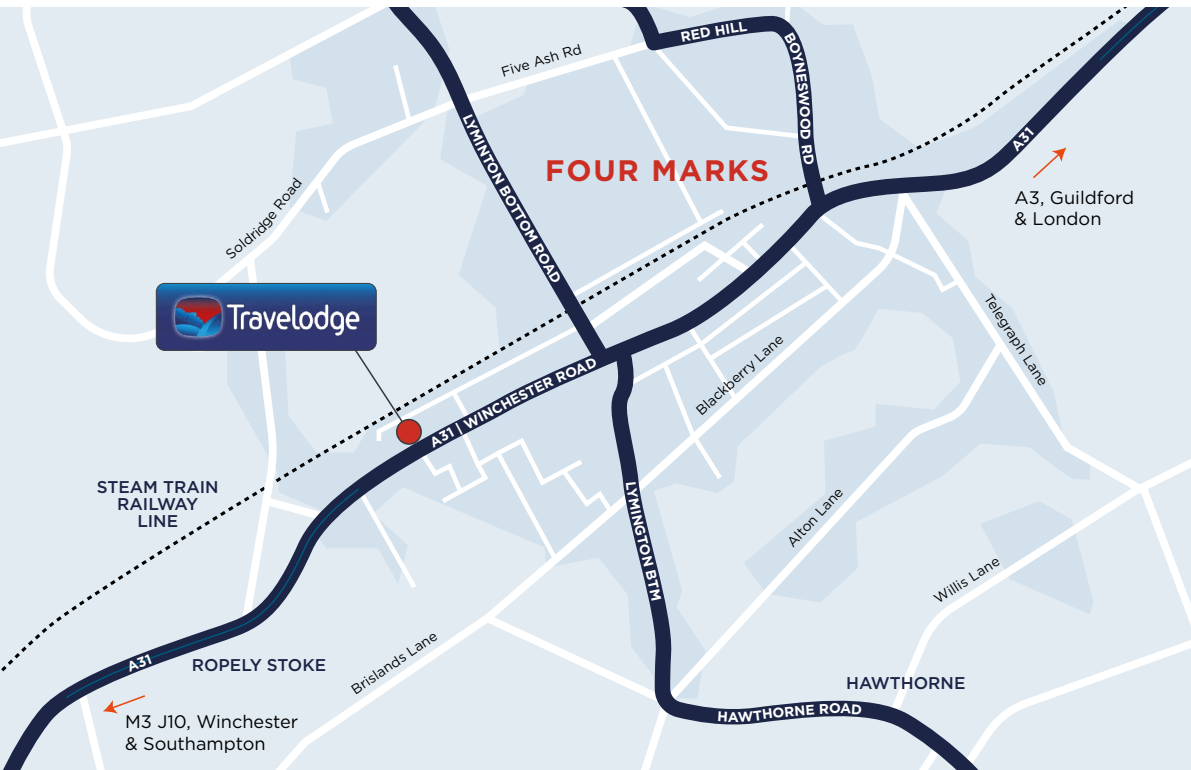 RED HILL
BOYNESWOOD RD
Five Ash Rd
LYMINTON BOTTOM ROAD
A31
FOUR MARKS
A3, Guildford
& London
Soldridge Road
Travelodge
Telegraph Lane
Blackberry Lane
A31 | WINCHESTER ROAD
STEAM TRAIN
RAILWAY
LINE
LYMINGTON BTM
Alton Lane
Willis Lane
A31
ROPELY STOKE
Brislands Lane
HAWTHORNE
HAWTHORNE ROAD
M3 J10, Winchester
& Southampton